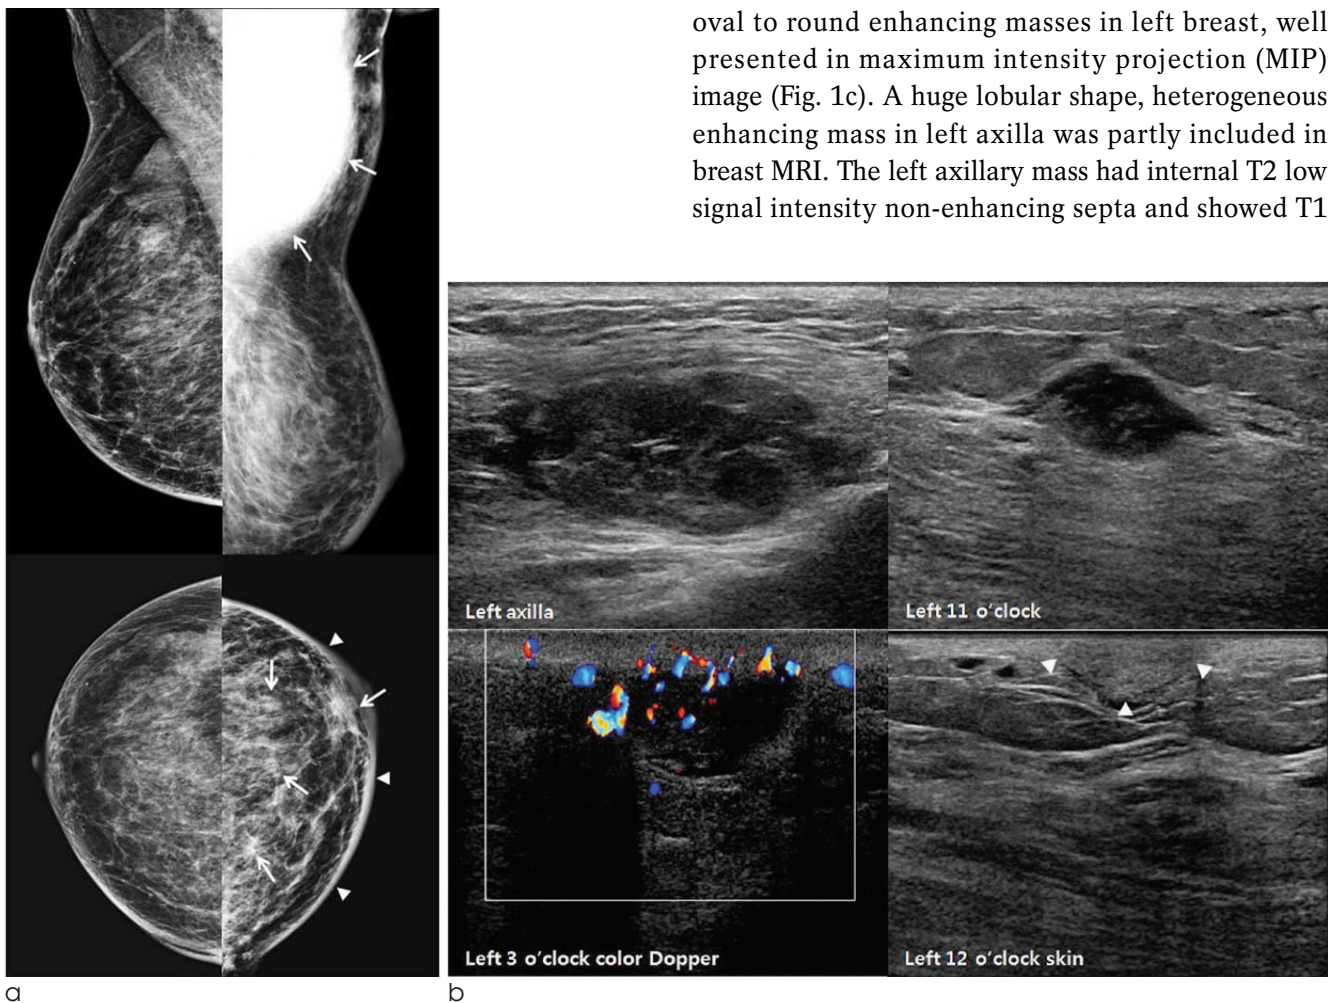 oval to round enhancing masses in left breast, well
presented in maximum intensity projection (MIP)
image (Fig. 1c). A huge lobular shape, heterogeneous
enhancing mass in left axilla was partly included in
breast MRI. The left axillary mass had internal T2 low
signal intensity non-enhancing septa and showed T1
Left axilla
Left 11 o'clock
Left 3 o'clock color Dopper
Left 12 o'clock skin
a
b